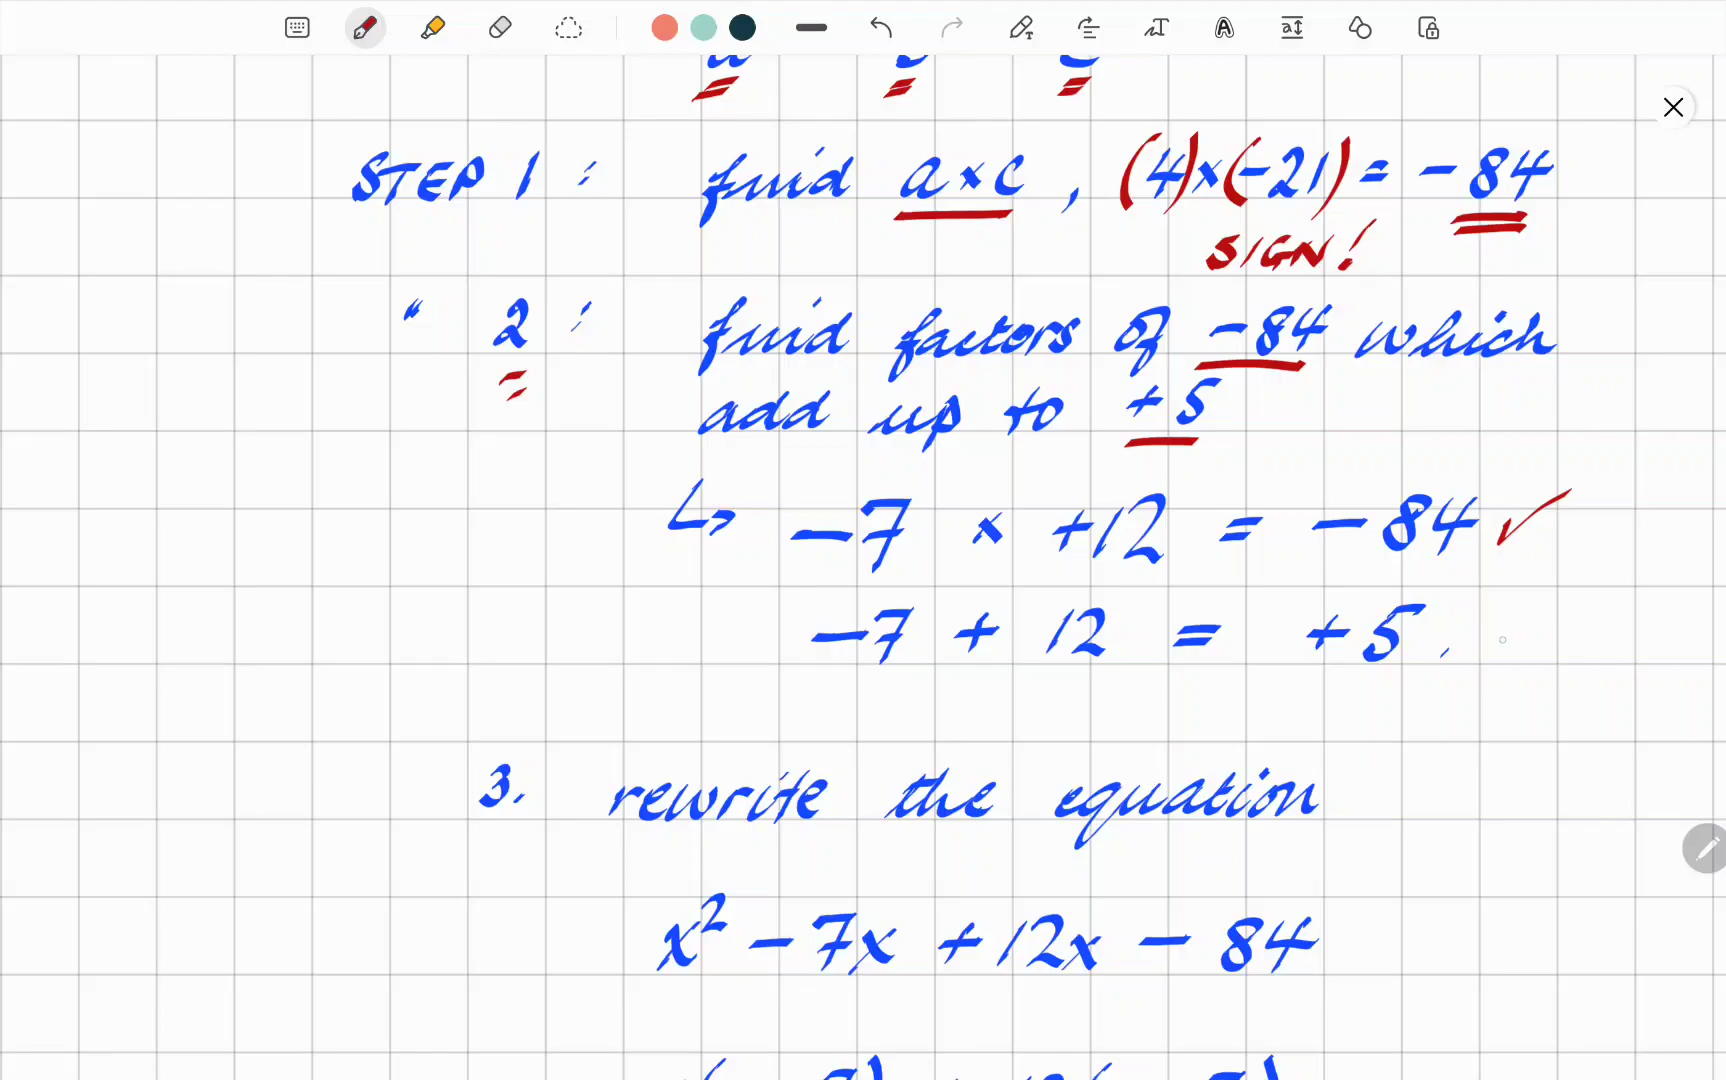 STEP 1 : find a×c , (4)×(-21) = -84
SIGN!
" 2 : find factors of -84 which
add up to +5
↳ -7 × +12 = -84 ✓
-7 + 12 = +5 ,
3. rewrite the equation
x² - 7x + 12x - 84